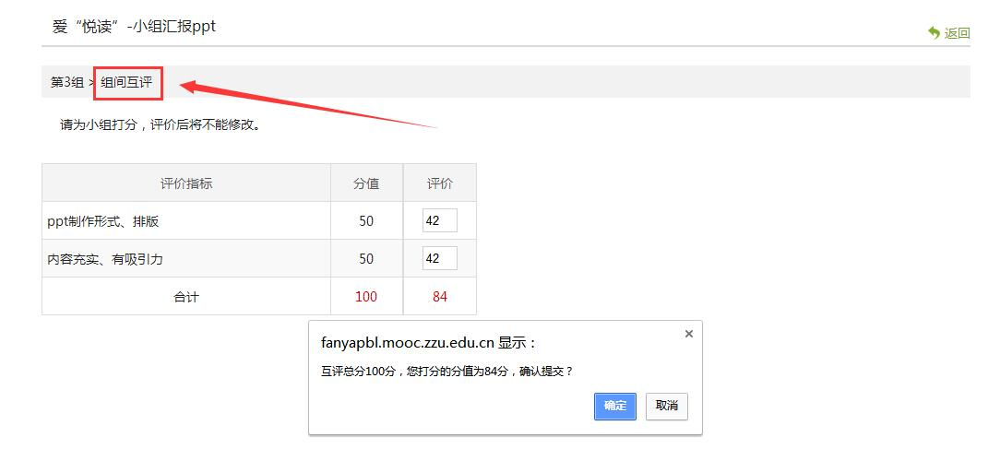 爱“悦读”-小组汇报ppt
返回
第3组 > 组间互评
请为小组打分，评价后将不能修改。
评价指标 分值 评价
ppt制作形式、排版 50 42
内容充实、有吸引力 50 42
合计 100 84
fanyapbl.mooc.zzu.edu.cn 显示：
互评总分100分，您打分的分值为84分，确认提交？
确定 取消